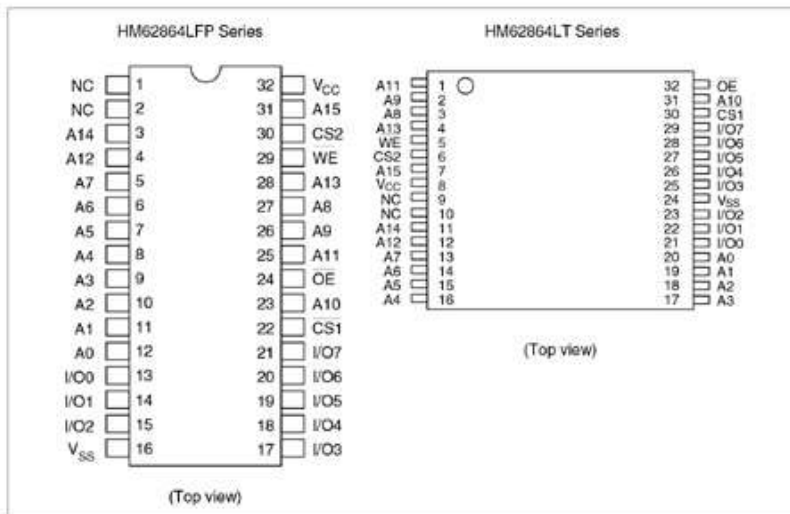 HM62864LFP Series
NC 1 32 VCC
NC 2 31 A15
A14 3 30 CS2
A12 4 29 W̅E̅
A7 5 28 A13
A6 6 27 A8
A5 7 26 A9
A4 8 25 A11
A3 9 24 O̅E̅
A2 10 23 A10
A1 11 22 C̅S̅1̅
A0 12 21 I/O7
I/O0 13 20 I/O6
I/O1 14 19 I/O5
I/O2 15 18 I/O4
VSS 16 17 I/O3
(Top view)
HM62864LT Series
A11 1 32 O̅E̅
A9 2 31 A10
A8 3 30 C̅S̅1̅
A13 4 29 I/O7
W̅E̅ 5 28 I/O6
CS2 6 27 I/O5
A15 7 26 I/O4
VCC 8 25 I/O3
NC 9 24 VSS
NC 10 23 I/O2
A14 11 22 I/O1
A12 12 21 I/O0
A7 13 20 A0
A6 14 19 A1
A5 15 18 A2
A4 16 17 A3
(Top view)